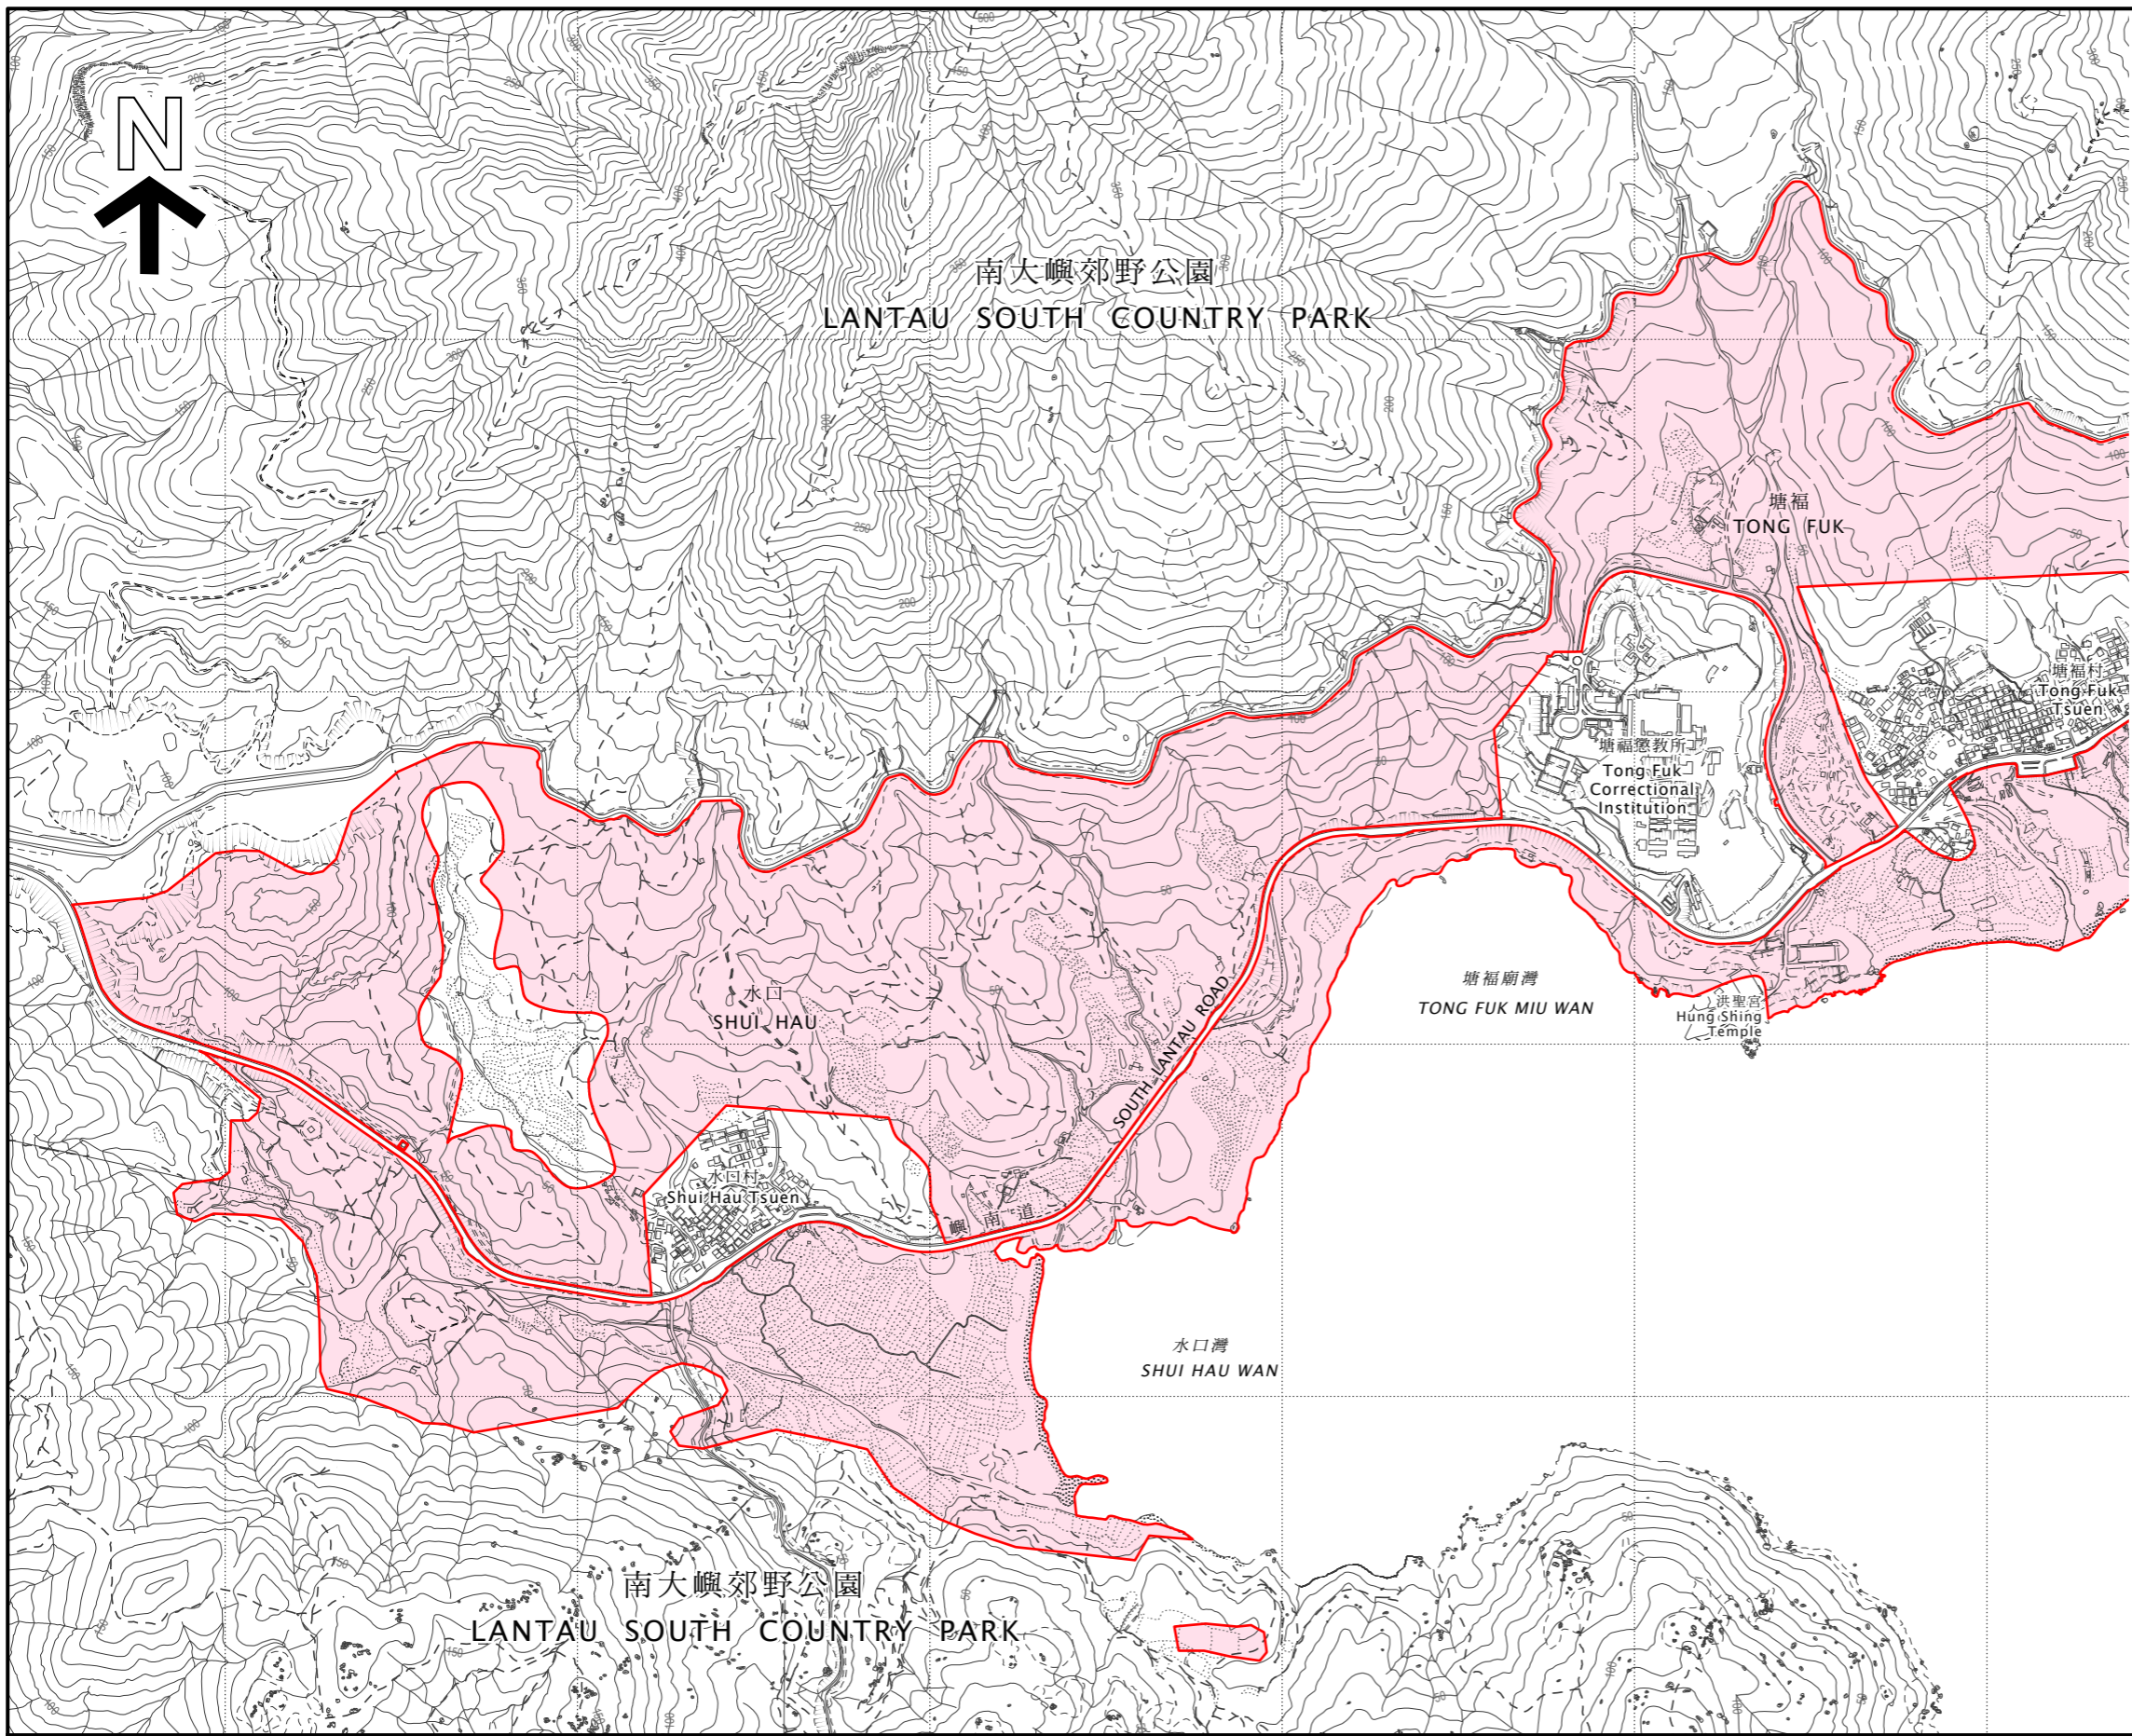 N
南大嶼郊野公園
LANTAU SOUTH COUNTRY PARK
塘福
TONG FUK
塘福村
Tong Fuk
Tsuen
塘福懲教所
Tong Fuk
Correctional
Institution
水口
SHUI HAU
塘福廟灣
TONG FUK MIU WAN
洪聖宮
Hung Shing
Temple
SOUTH LANTAU ROAD
嶼南道
水口村
Shui Hau Tsuen
水口灣
SHUI HAU WAN
南大嶼郊野公園
LANTAU SOUTH COUNTRY PARK